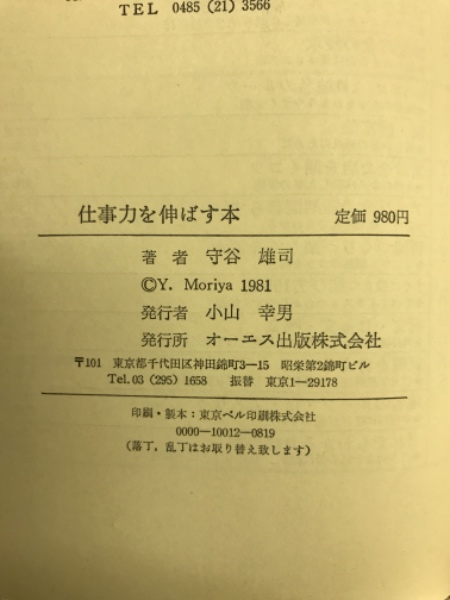 TEL 0485 (21) 3566
仕事力を伸ばす本 定価 980円
著者 守谷 雄司
©Y. Moriya 1981
発行者 小山 幸男
発行所 オーエス出版株式会社
〒101 東京都千代田区神田錦町3―15 昭栄第2錦町ビル
Tel. 03 (295) 1658 振替 東京1―29178
印刷・製本：東京ベル印刷株式会社
0000―10012―0819
(落丁，乱丁はお取り替え致します)